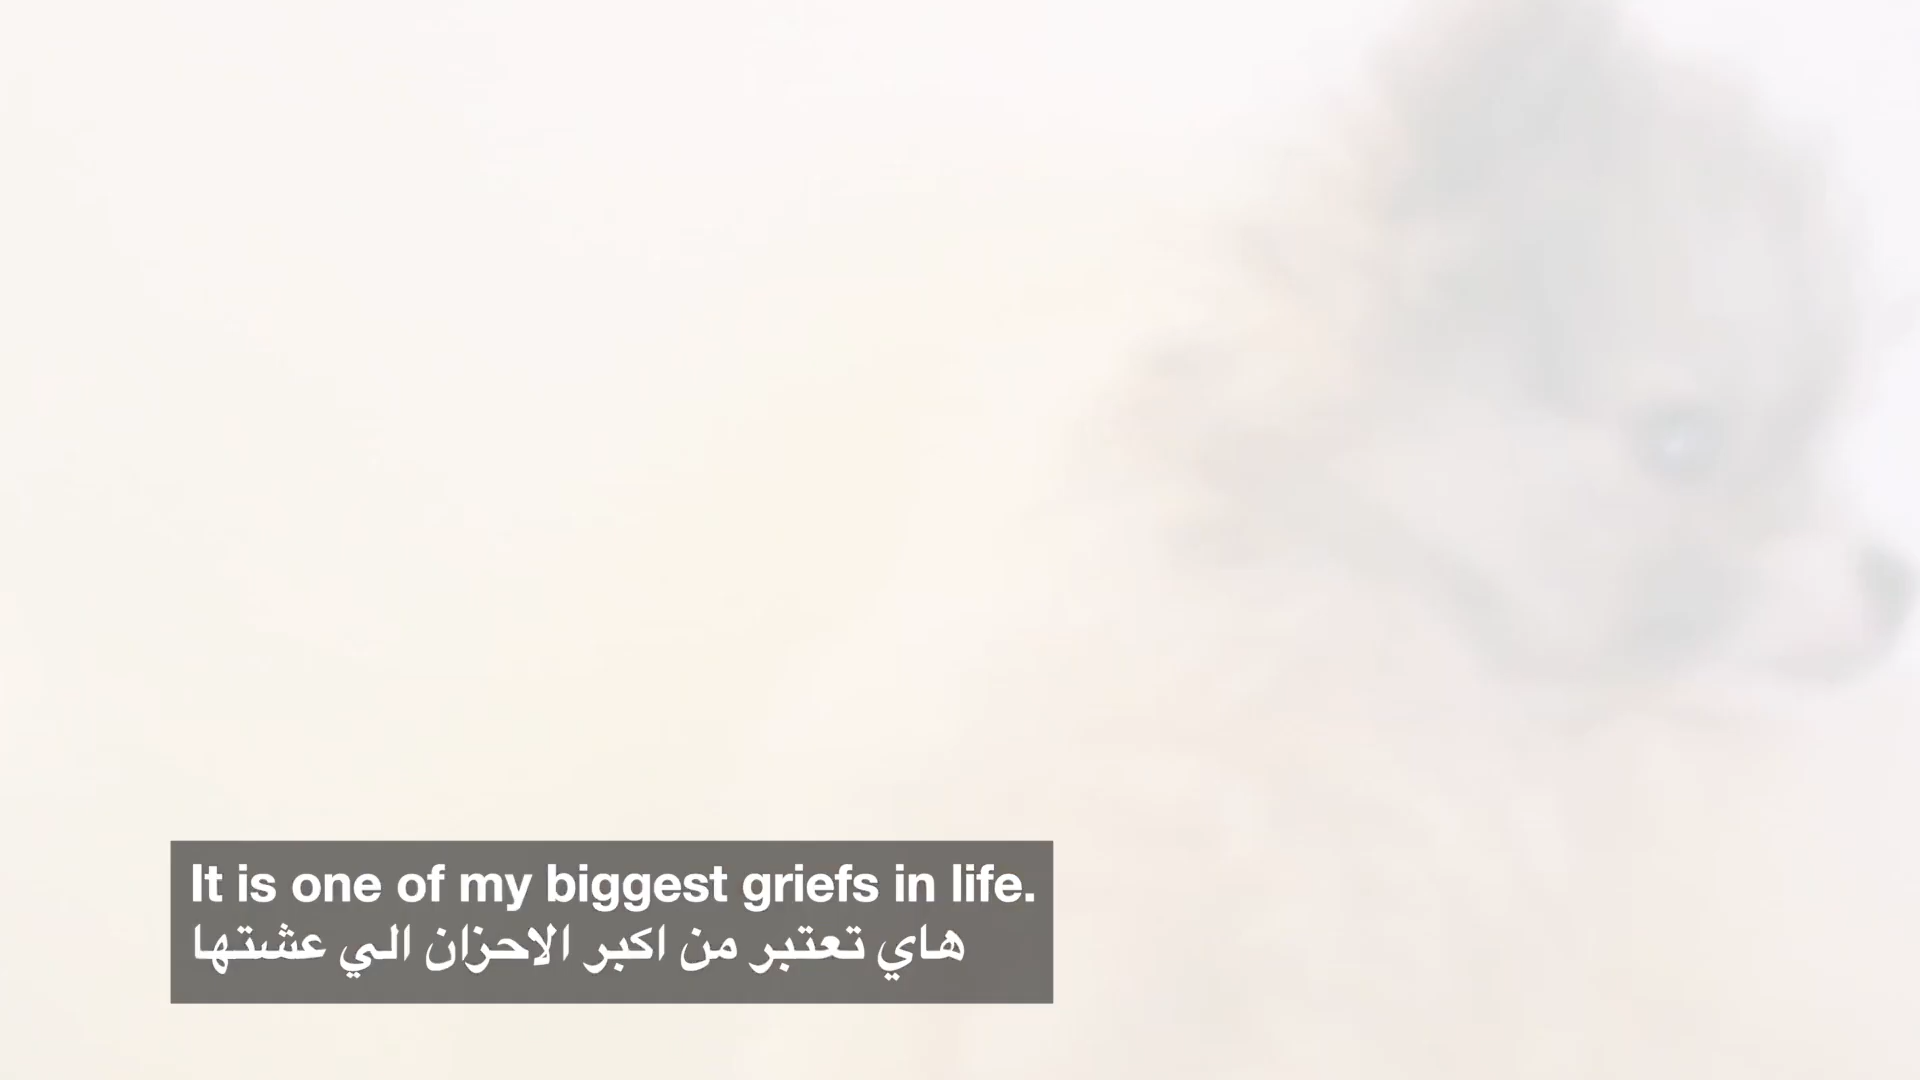 It is one of my biggest griefs in life.
هاي تعتبر من اكبر الاحزان الي عشتها